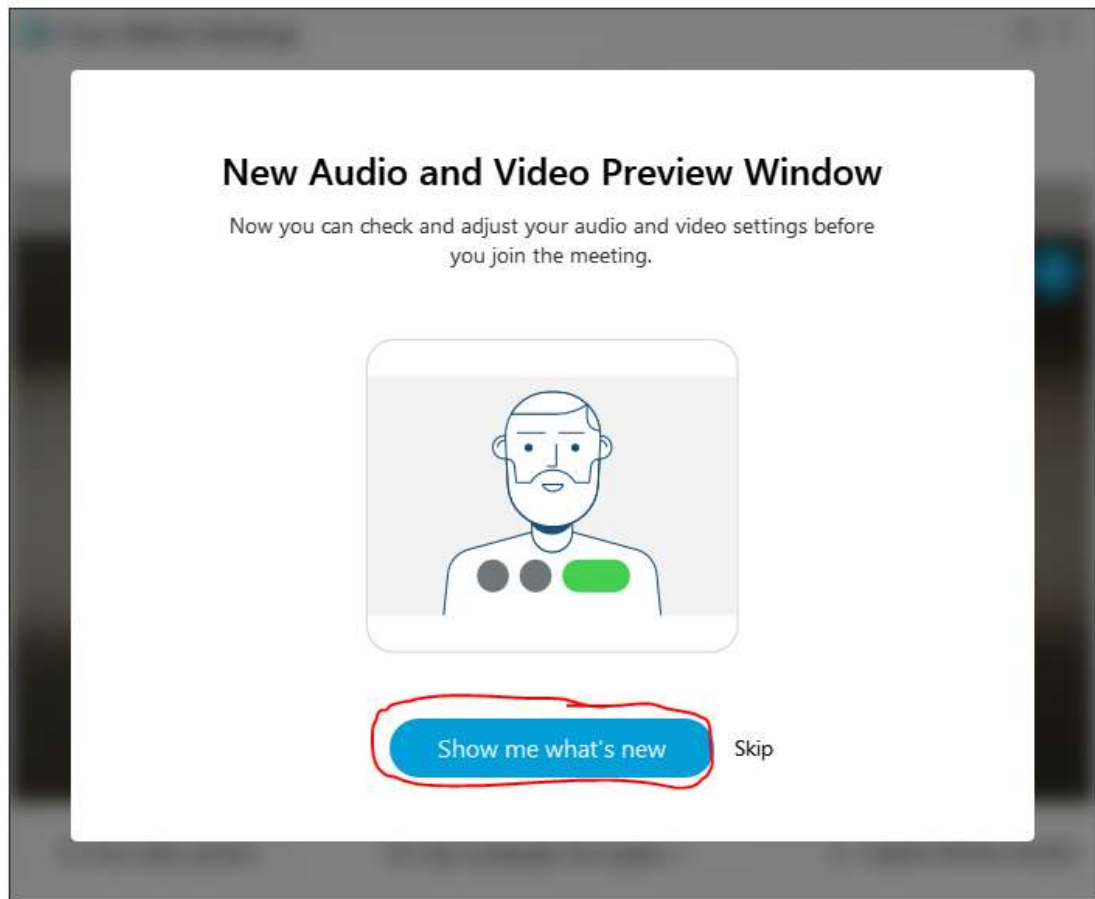 New Audio and Video Preview Window
Now you can check and adjust your audio and video settings before
you join the meeting.
Show me what's new
Skip